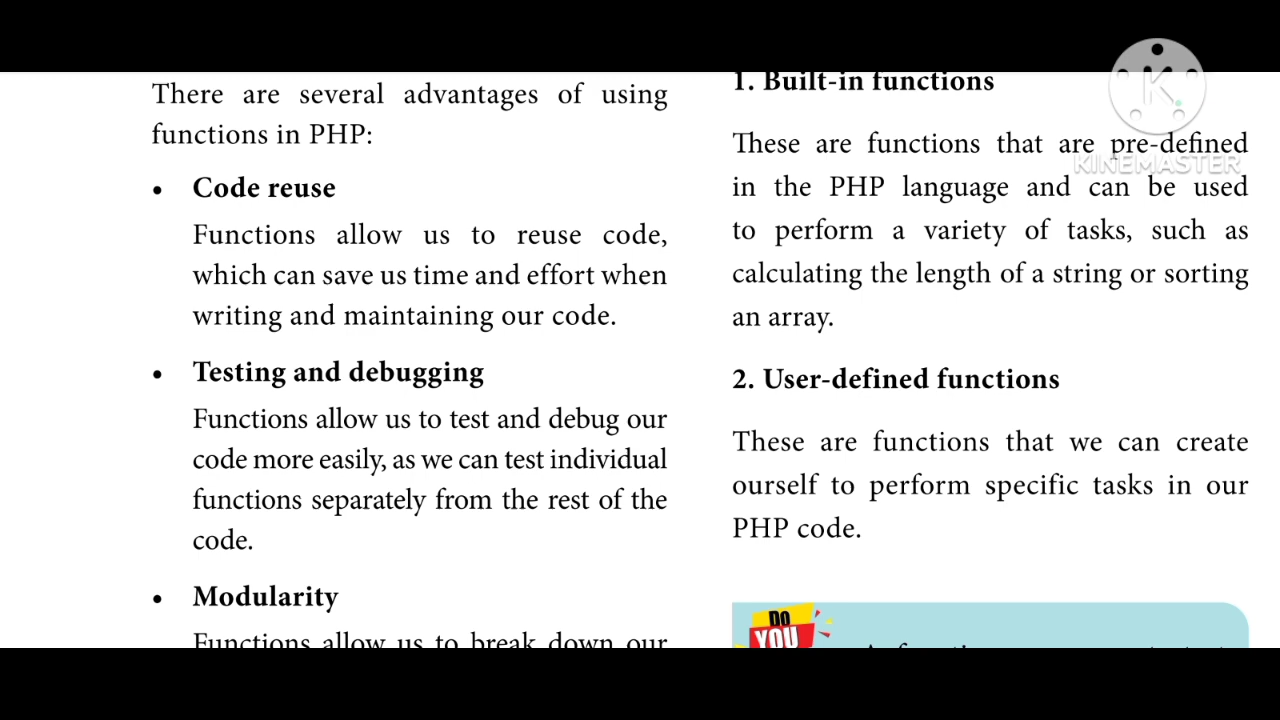 There are several advantages of using
functions in PHP:
• Code reuse
Functions allow us to reuse code,
which can save us time and effort when
writing and maintaining our code.
• Testing and debugging
Functions allow us to test and debug our
code more easily, as we can test individual
functions separately from the rest of the
code.
• Modularity
Functions allow us to break down our
1. Built-in functions
These are functions that are pre-defined
in the PHP language and can be used
to perform a variety of tasks, such as
calculating the length of a string or sorting
an array.
2. User-defined functions
These are functions that we can create
ourself to perform specific tasks in our
PHP code.
DO
YOU
K
KINEMASTER